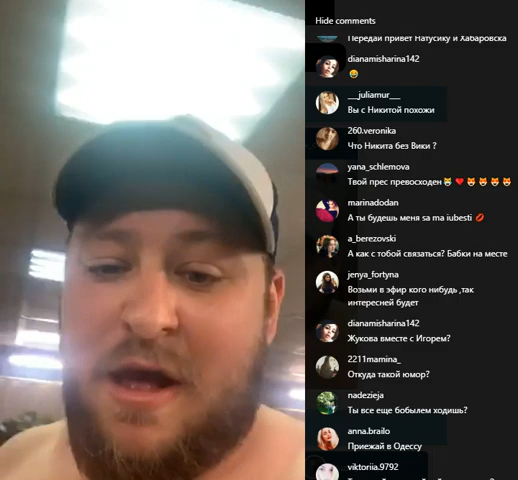 Hide comments
Передай привет Натусику и Хабаровска
dianamisharina142
___juliamur___
Вы с Никитой похожи
260.veronika
Что Никита без Вики ?
yana_schlemova
Твой прес превосходен
marinadodan
А ты будешь меня sa ma iubesti
a_berezovski
А как с тобой связаться? Бабки на месте
jenya_fortyna
Возьми в эфир кого нибудь ,так
интересней будет
dianamisharina142
Жукова вместе с Игорем?
2211mamina_
Откуда такой юмор?
nadezieja
Ты все еще бобылем ходишь?
anna.brailo
Приежай в Одессу
viktoriia.9792